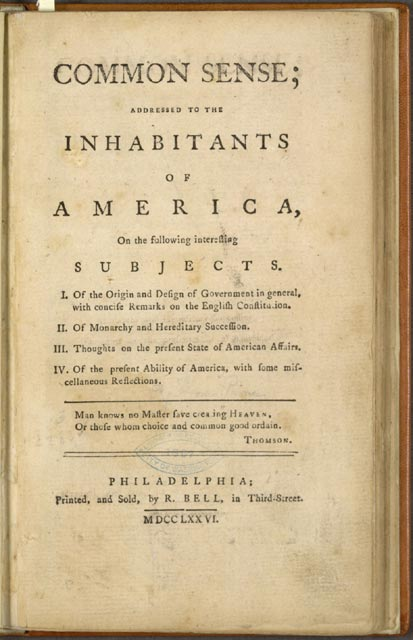 COMMON SENSE;
ADDRESSED TO THE
INHABITANTS
OF
AMERICA,
On the following intereſting
SUBJECTS.
I. Of the Origin and Deſign of Government in general,
with conciſe Remarks on the Engliſh Conſtitution.
II. Of Monarchy and Hereditary Succeſſion.
III. Thoughts on the preſent State of American Affairs.
IV. Of the preſent Ability of America, with ſome miſ-
cellaneous Reflections.
Man knows no Maſter ſave creating HEAVEN,
Or thoſe whom choice and common good ordain.
THOMSON.
PHILADELPHIA;
Printed, and Sold, by R. BELL, in Third-Street.
MDCCLXXVI.